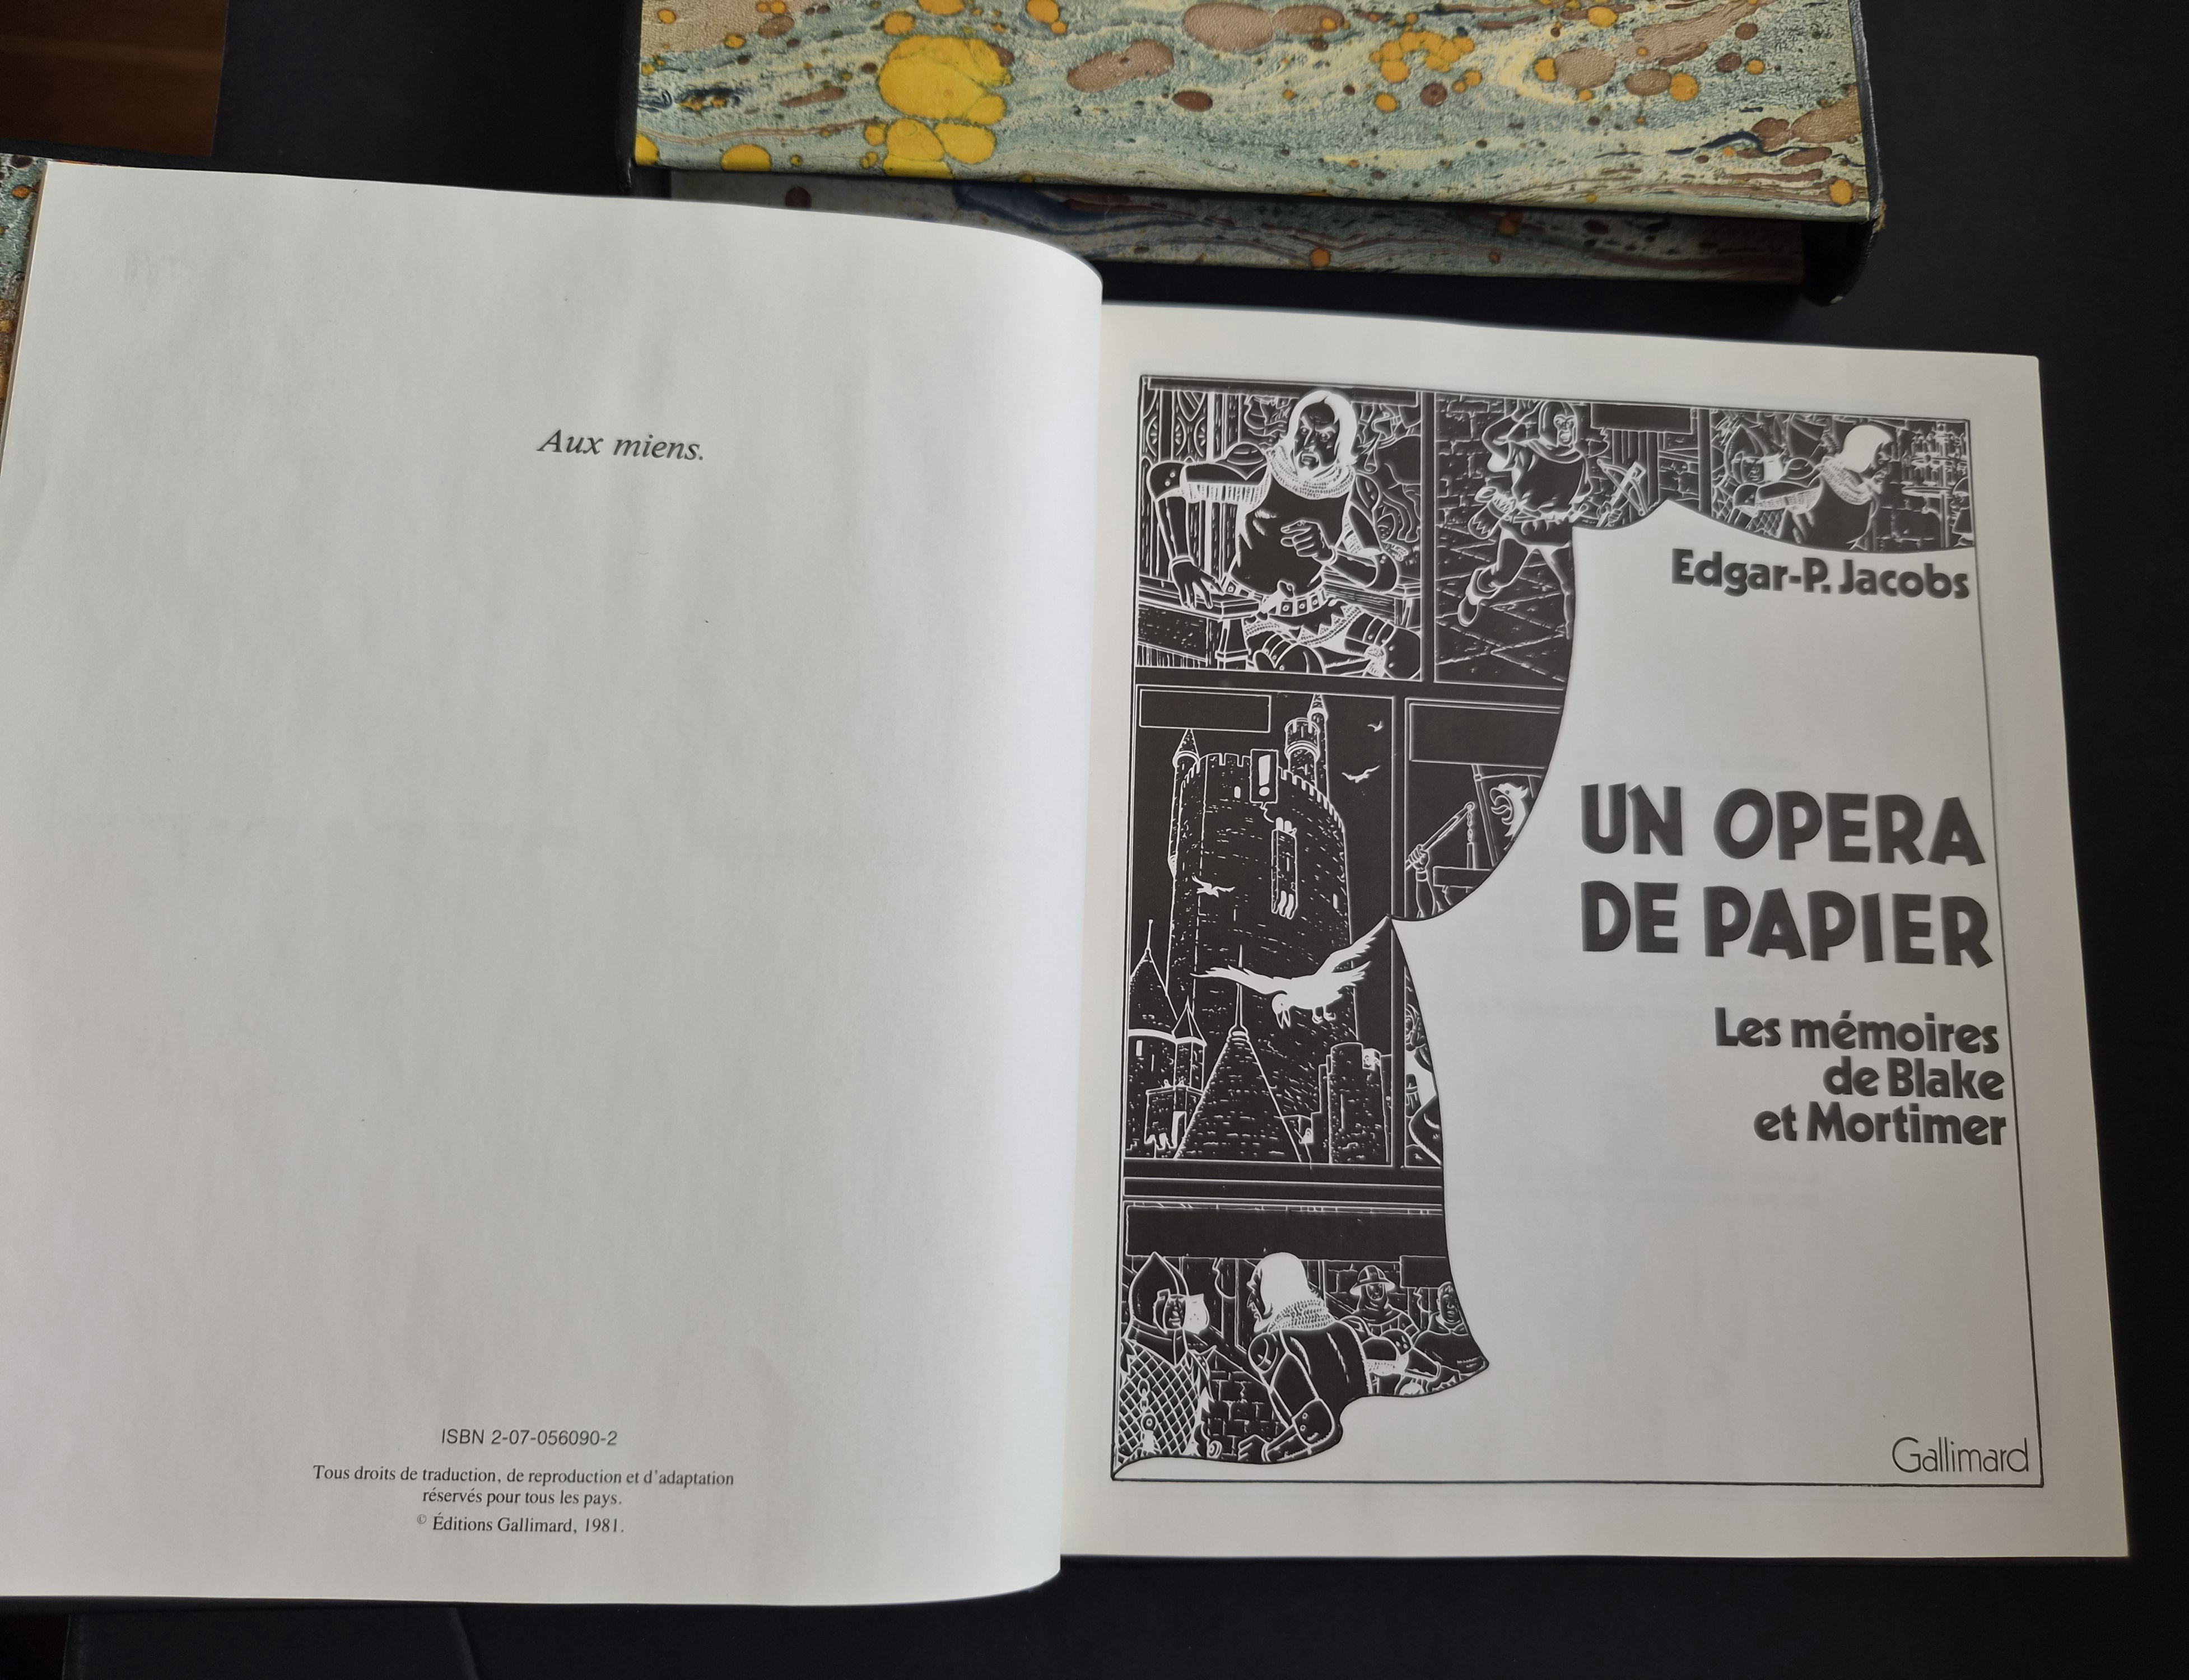 Aux miens.
ISBN 2-07-056090-2
Tous droits de traduction, de reproduction et d'adaptation
réservés pour tous les pays.
© Éditions Gallimard, 1981.
Edgar-P. Jacobs
UN OPERA
DE PAPIER
Les mémoires
de Blake
et Mortimer
Gallimard